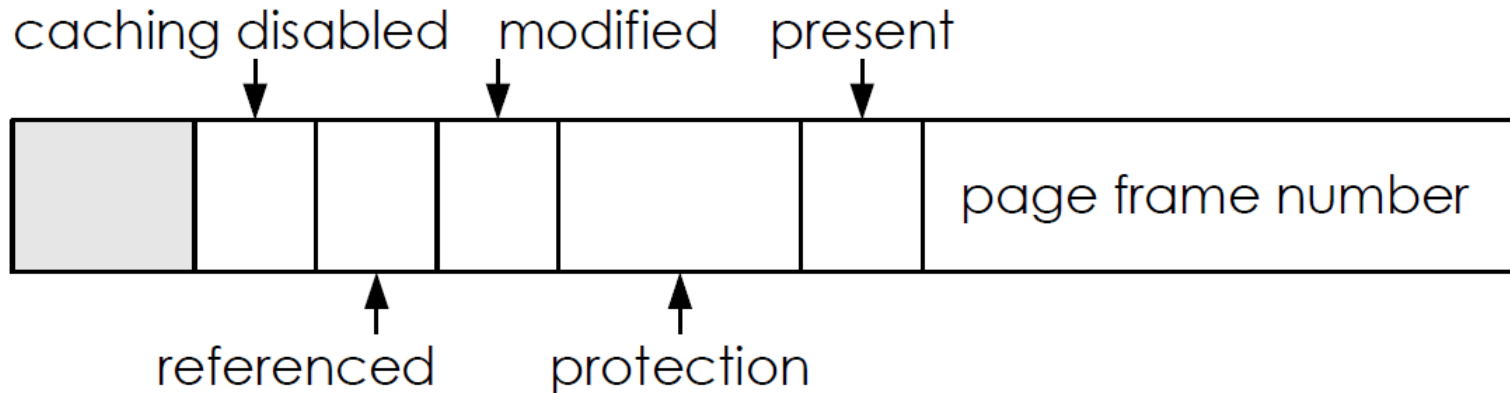 caching disabled modified present
page frame number
referenced protection